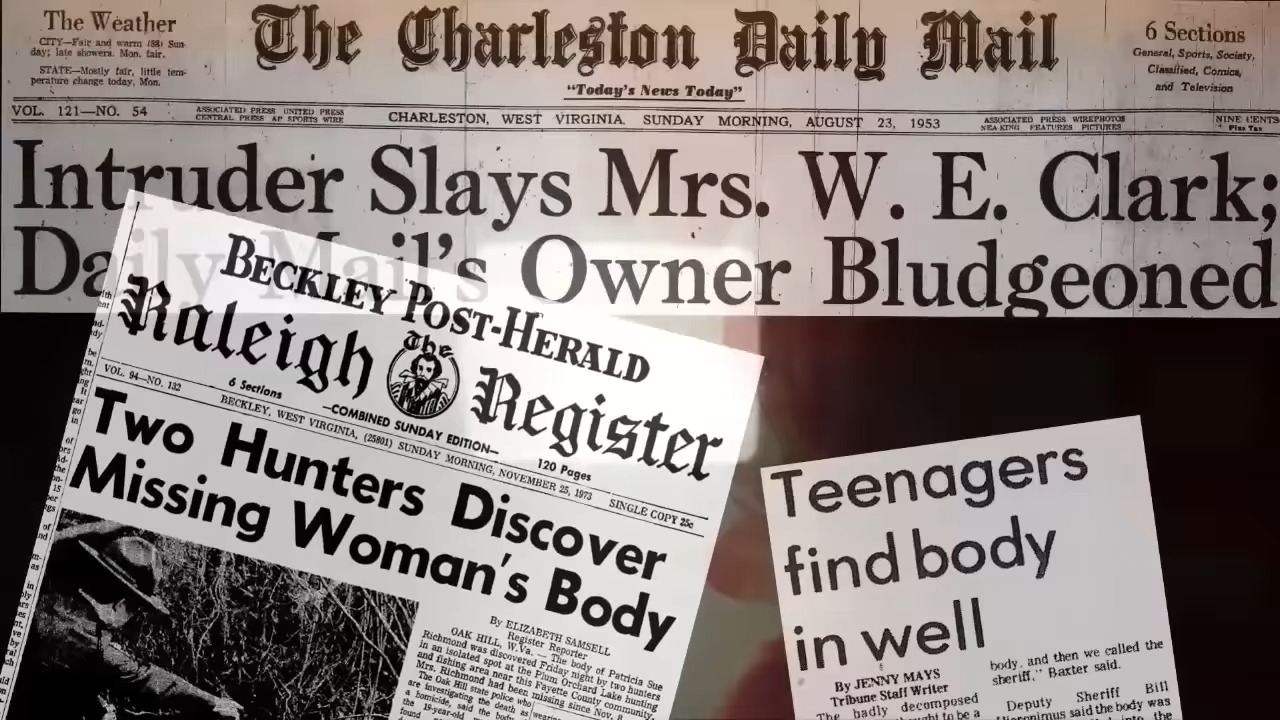 The Weather
CITY—Fair and warm (88) Sun-
day; late showers. Mon. fair.
STATE—Mostly fair, little tem-
perature change today, Mon.
The Charleston Daily Mail
"Today's News Today"
6 Sections
General, Sports, Society,
Classified, Comics,
and Television
VOL. 121—NO. 54
ASSOCIATED PRESS UNITED PRESS
CENTRAL PRESS AP SPORTS WIRE
CHARLESTON, WEST VIRGINIA, SUNDAY MORNING, AUGUST 23, 1953
ASSOCIATED PRESS WIREPHOTOS
NEA KING FEATURES PICTURES
NINE CENTS
Plus Tax
Intruder Slays Mrs. W. E. Clark;
Daily Mail's Owner Bludgeoned
BECKLEY POST-HERALD
The
Raleigh Register
VOL. 94—NO. 132
6 Sections
—COMBINED SUNDAY EDITION—
120 Pages
BECKLEY, WEST VIRGINIA, (25801) SUNDAY MORNING, NOVEMBER 25, 1973
SINGLE COPY 25c
Two Hunters Discover
Missing Woman's Body
By ELIZABETH SAMSELL
Register Reporter
OAK HILL, W.Va. — The body of Patricia Sue
Richmond was discovered Friday night by two hunters
in an isolated spot at the Plum Orchard Lake hunting
and fishing area near this Fayette County community.
Mrs. Richmond had been missing since Nov. 8
The Oak Hill state police who
are investigating the death as
a homicide, said the body
the 19-year-old
found
Teenagers
find body
in well
By JENNY MAYS
Tribune Staff Writer
The badly decomposed
body, and then we called the
sheriff," Baxter said.
Deputy Sheriff Bill
said the body was